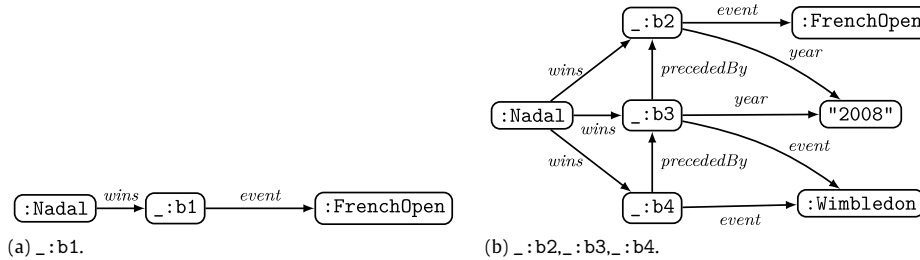 :Nadal wins _:b1 event :FrenchOpen
(a) _:b1.
_:b2 event :FrenchOpen
wins precededBy year
:Nadal wins _:b3 year "2008"
wins precededBy event
_:b4 event :Wimbledon
(b) _:b2,_:b3,_:b4.